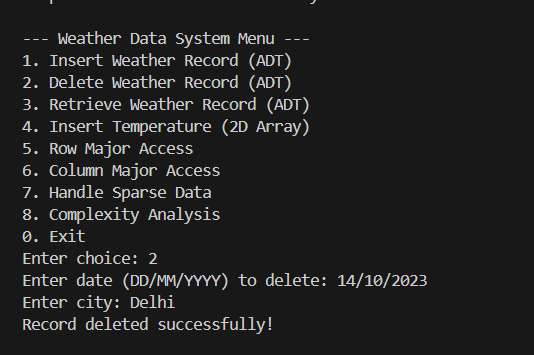 --- Weather Data System Menu ---
1. Insert Weather Record (ADT)
2. Delete Weather Record (ADT)
3. Retrieve Weather Record (ADT)
4. Insert Temperature (2D Array)
5. Row Major Access
6. Column Major Access
7. Handle Sparse Data
8. Complexity Analysis
0. Exit
Enter choice: 2
Enter date (DD/MM/YYYY) to delete: 14/10/2023
Enter city: Delhi
Record deleted successfully!